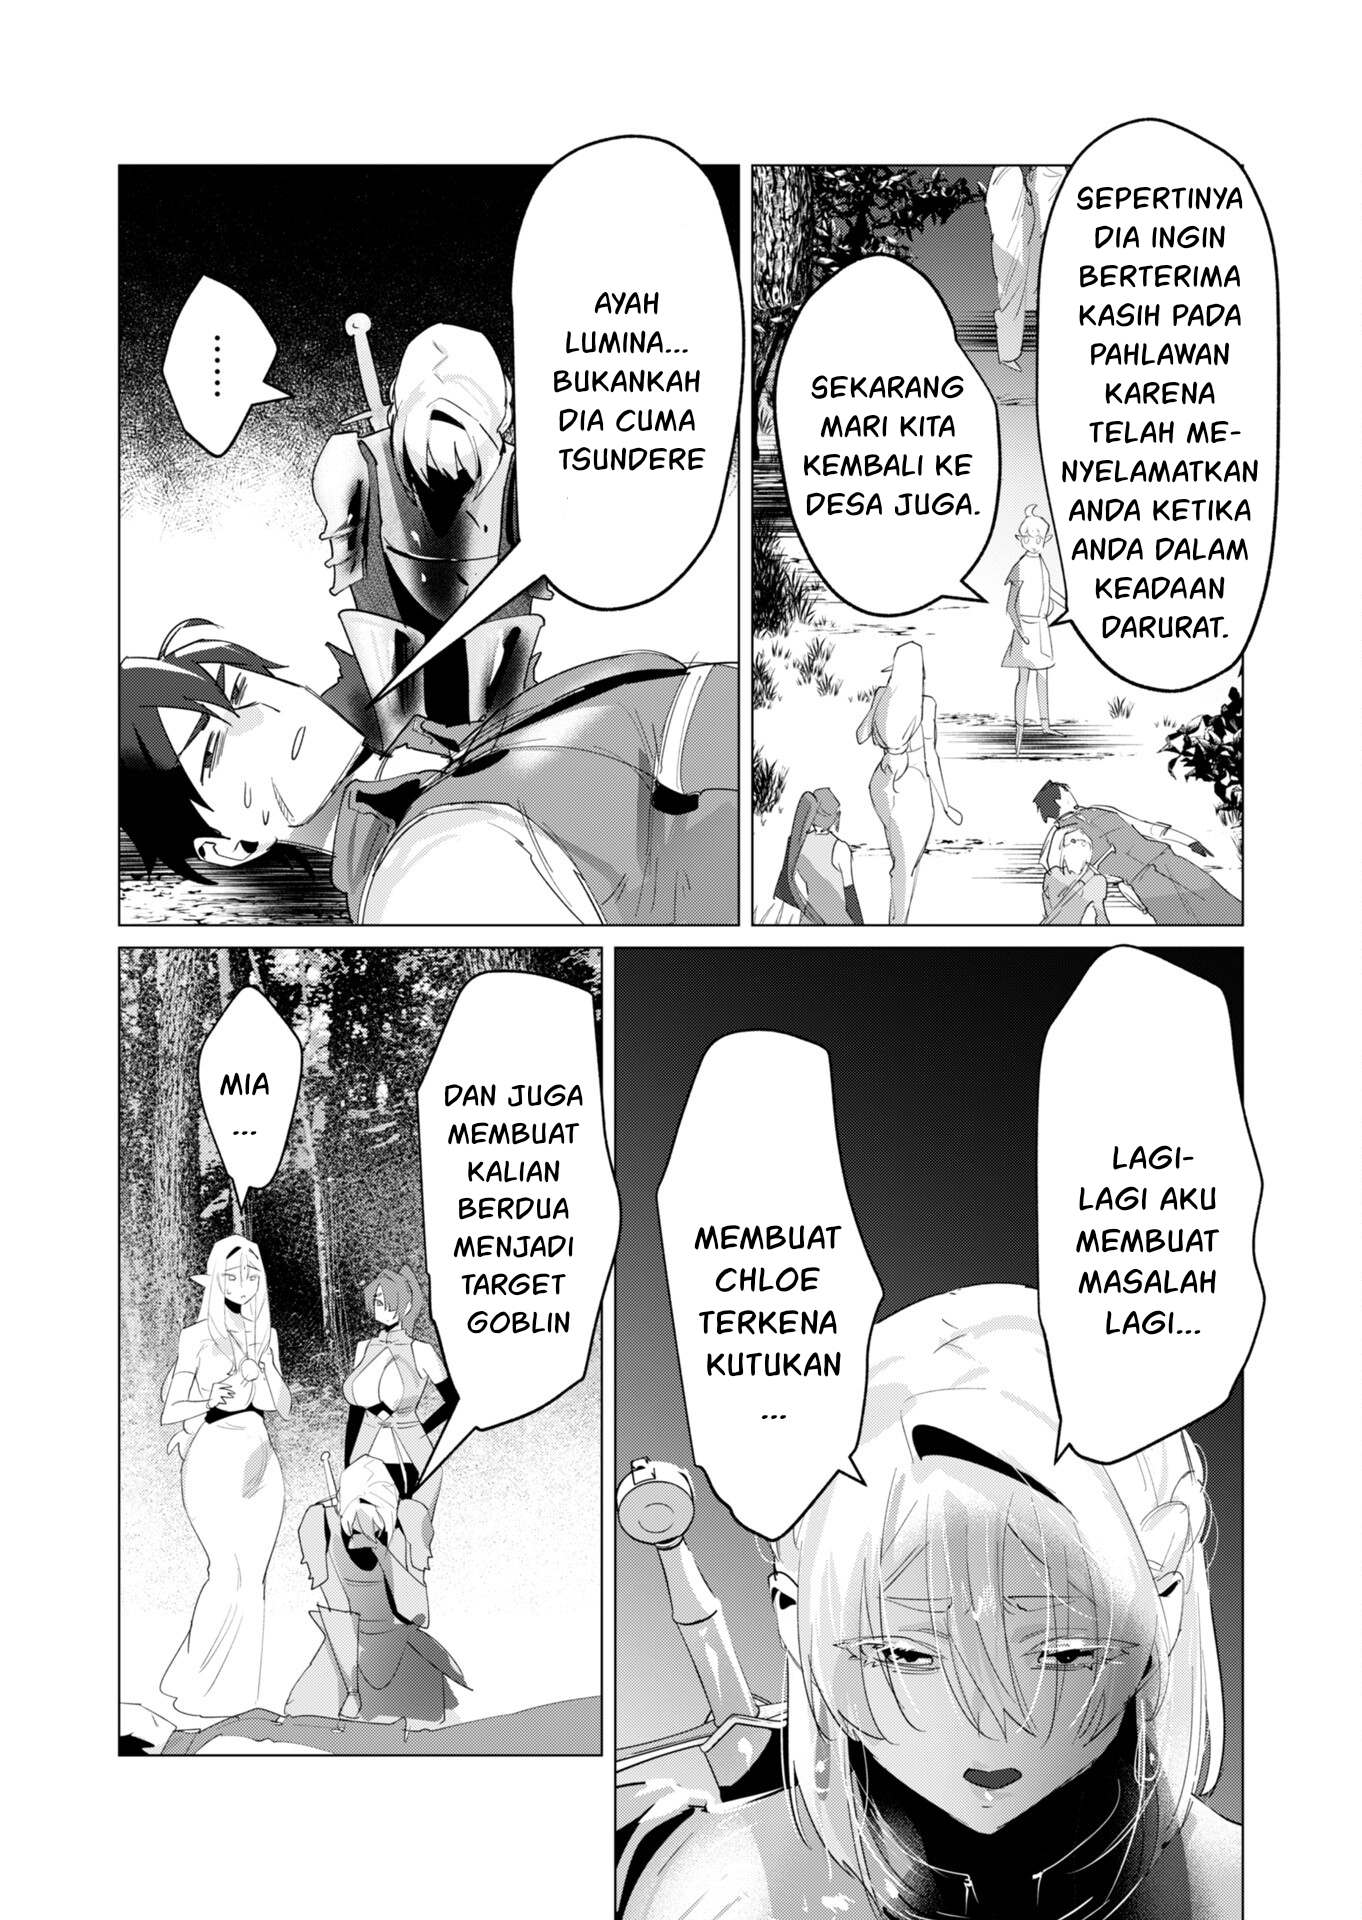 SEPERTINYA
DIA INGIN
BERTERIMA
KASIH PADA
PAHLAWAN
KARENA
TELAH ME-
NYELAMATKAN
ANDA KETIKA
ANDA DALAM
KEADAAN
DARURAT.
SEKARANG
MARI KITA
KEMBALI KE
DESA JUGA.
AYAH
LUMINA...
BUKANKAH
DIA CUMA
TSUNDERE
......
LAGI-
LAGI AKU
MEMBUAT
MASALAH
LAGI...
MEMBUAT
CHLOE
TERKENA
KUTUKAN
...
DAN JUGA
MEMBUAT
KALIAN
BERDUA
MENJADI
TARGET
GOBLIN
MIA
...